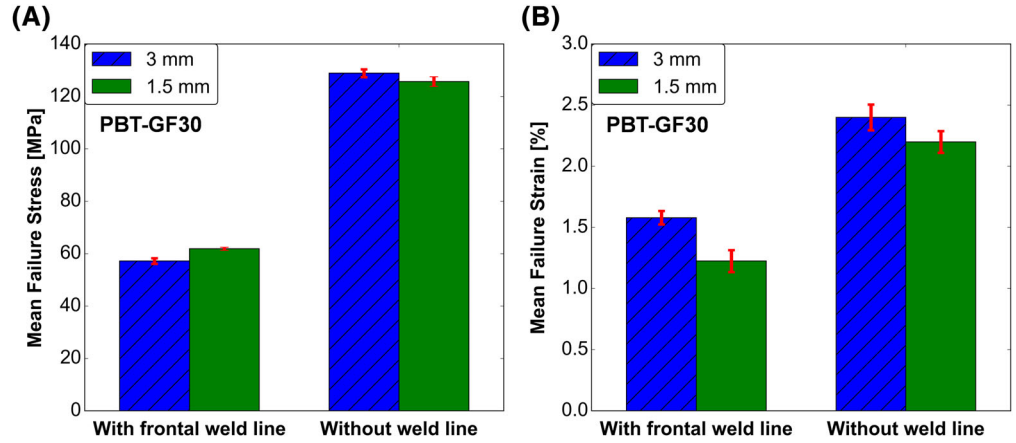 (A)
Mean Failure Stress [MPa]
140
120
100
80
60
40
20
0
3 mm
1.5 mm
PBT-GF30
With frontal weld line
Without weld line
(B)
Mean Failure Strain [%]
3.0
2.5
2.0
1.5
1.0
0.5
0.0
3 mm
1.5 mm
PBT-GF30
With frontal weld line
Without weld line